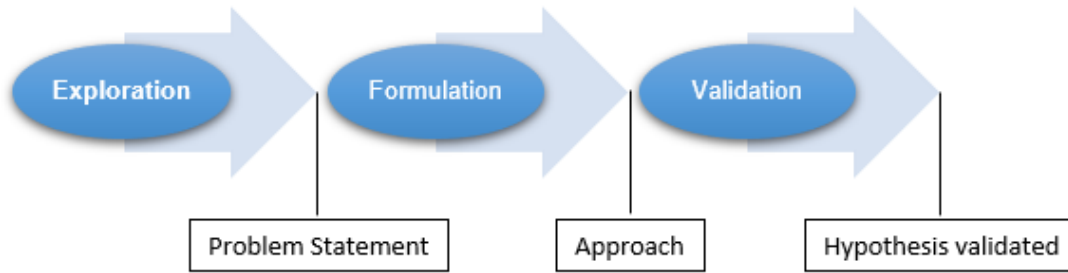 Exploration
Formulation
Validation
Problem Statement
Approach
Hypothesis validated